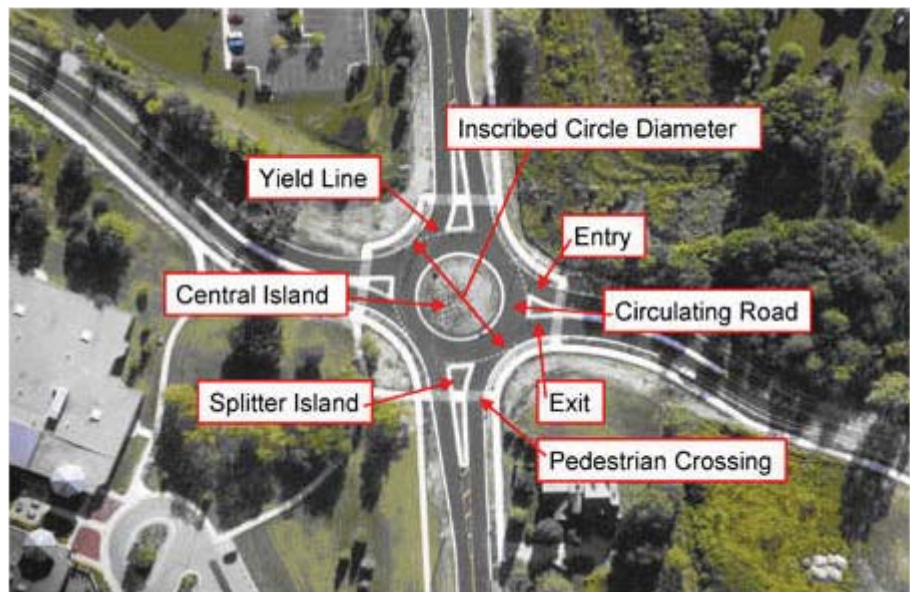 Inscribed Circle Diameter
Yield Line
Entry
Central Island
Circulating Road
Splitter Island
Exit
Pedestrian Crossing